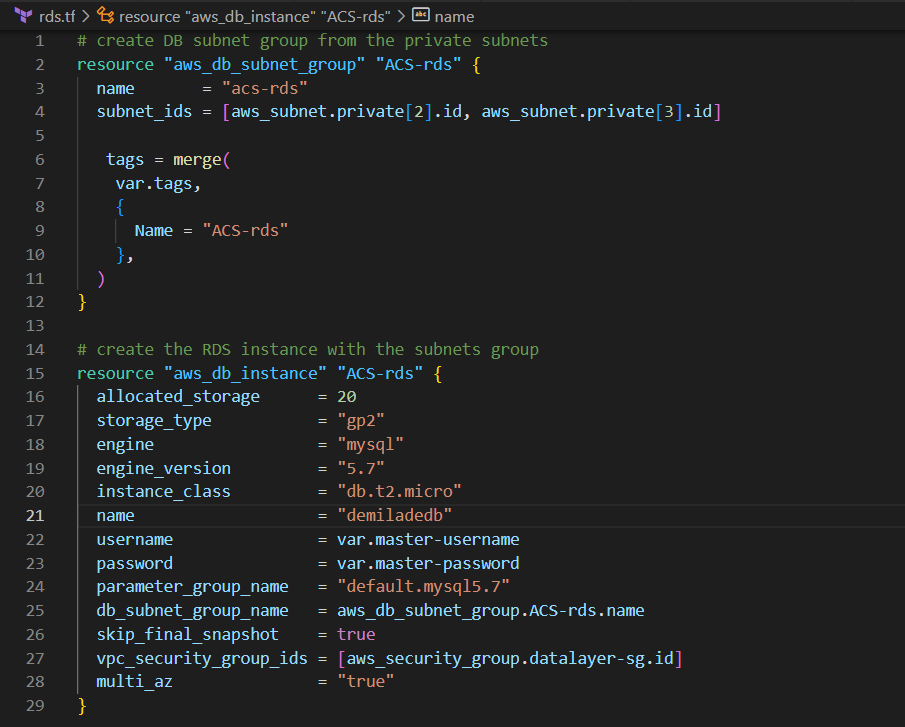 rds.tf > resource "aws_db_instance" "ACS-rds" > abc name
1 # create DB subnet group from the private subnets
2 resource "aws_db_subnet_group" "ACS-rds" {
3   name       = "acs-rds"
4   subnet_ids = [aws_subnet.private[2].id, aws_subnet.private[3].id]
5
6    tags = merge(
7     var.tags,
8     {
9       Name = "ACS-rds"
10     },
11   )
12 }
13
14 # create the RDS instance with the subnets group
15 resource "aws_db_instance" "ACS-rds" {
16   allocated_storage      = 20
17   storage_type           = "gp2"
18   engine                 = "mysql"
19   engine_version         = "5.7"
20   instance_class         = "db.t2.micro"
21   name                   = "demiladedb"
22   username               = var.master-username
23   password               = var.master-password
24   parameter_group_name   = "default.mysql5.7"
25   db_subnet_group_name   = aws_db_subnet_group.ACS-rds.name
26   skip_final_snapshot    = true
27   vpc_security_group_ids = [aws_security_group.datalayer-sg.id]
28   multi_az               = "true"
29 }